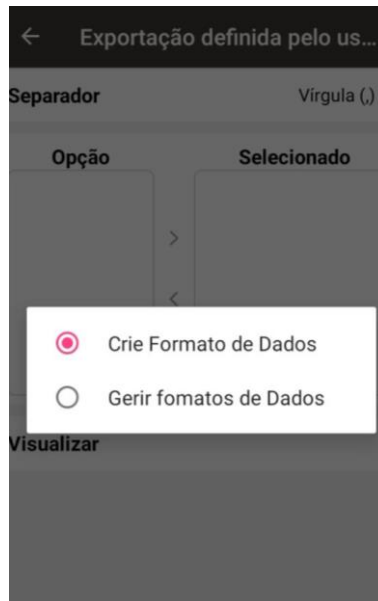 Exportação definida pelo us...
Separador Vírgula (,)
Opção Selecionado
Crie Formato de Dados
Gerir fomatos de Dados
Visualizar